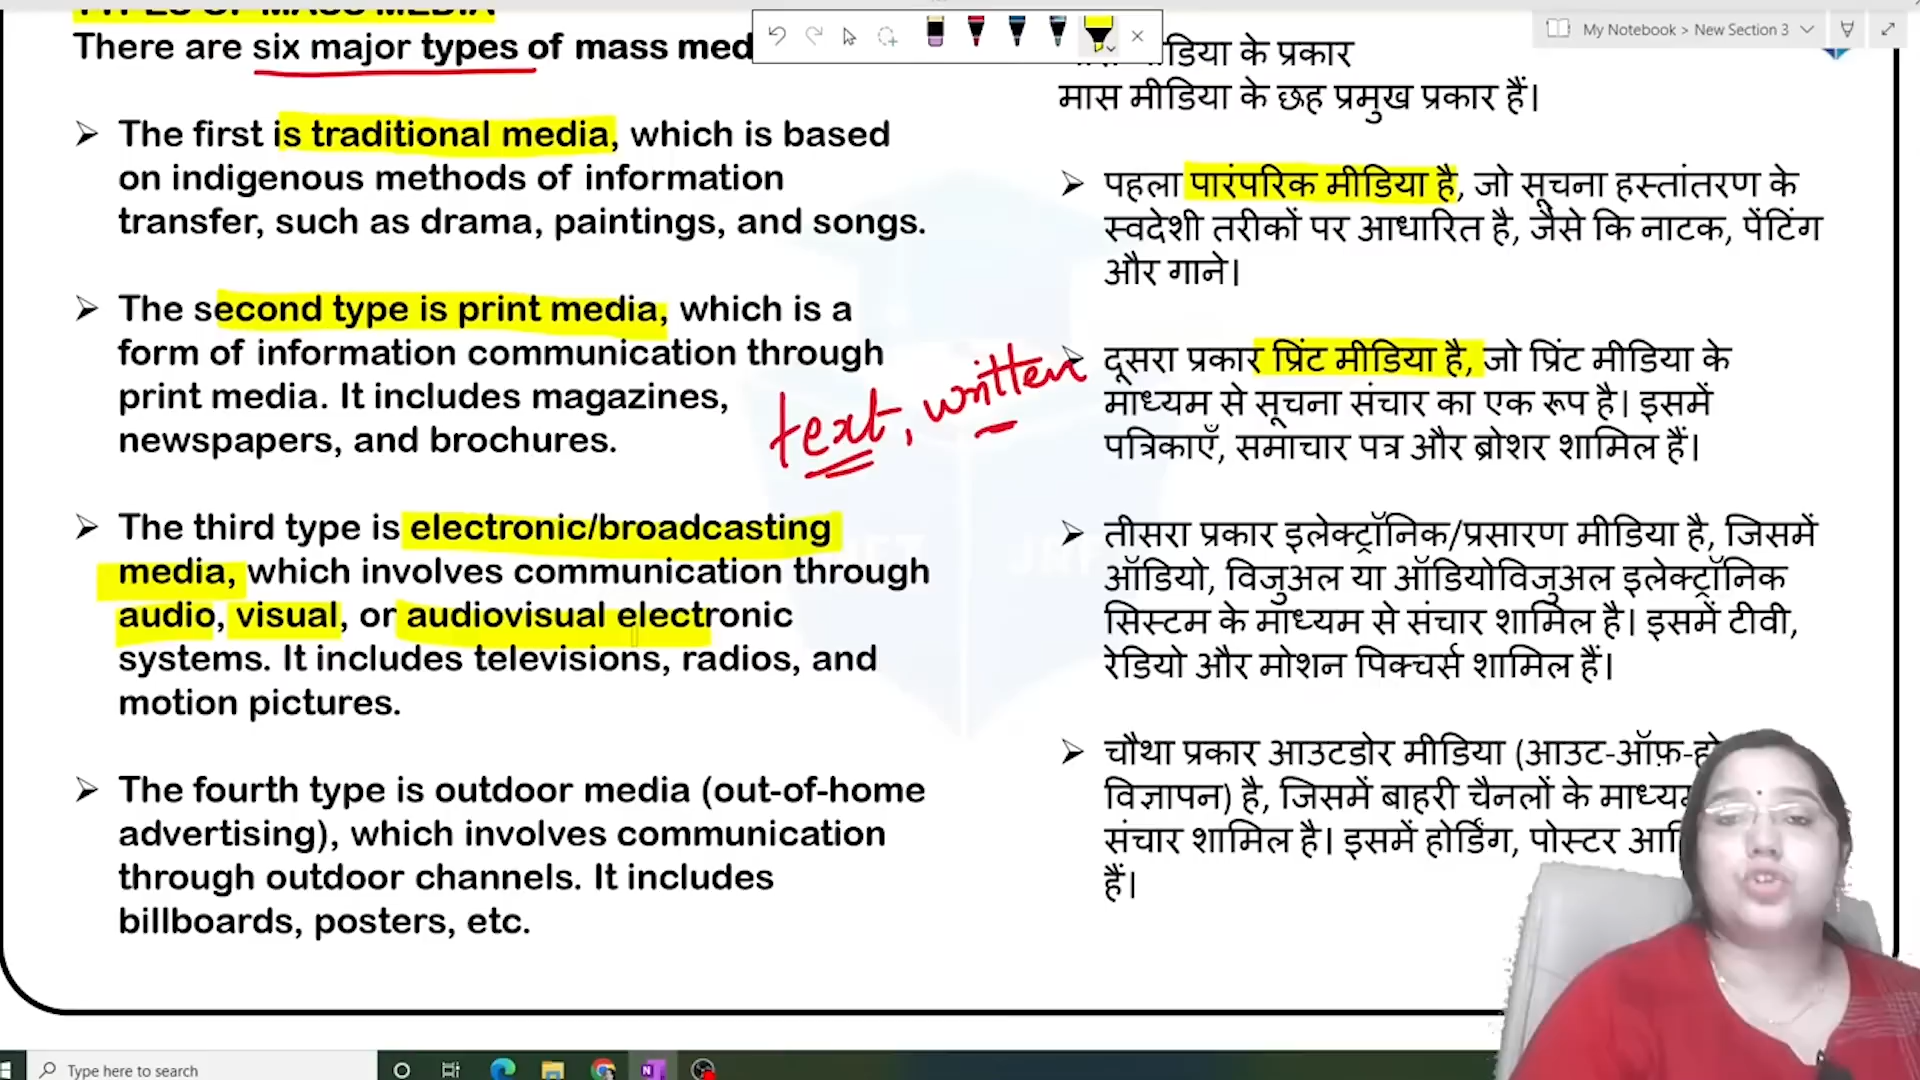 TYPES OF MASS MEDIA
There are six major types of mass med
My Notebook > New Section 3
मीडिया के प्रकार
मास मीडिया के छह प्रमुख प्रकार हैं।
➢ The first is traditional media, which is based
on indigenous methods of information
transfer, such as drama, paintings, and songs.
➢ The second type is print media, which is a
form of information communication through
print media. It includes magazines,
newspapers, and brochures.
text, written
➢ The third type is electronic/broadcasting
media, which involves communication through
audio, visual, or audiovisual electronic
systems. It includes televisions, radios, and
motion pictures.
➢ The fourth type is outdoor media (out-of-home
advertising), which involves communication
through outdoor channels. It includes
billboards, posters, etc.
➢ पहला पारंपरिक मीडिया है, जो सूचना हस्तांतरण के
स्वदेशी तरीकों पर आधारित है, जैसे कि नाटक, पेंटिंग
और गाने।
➢ दूसरा प्रकार प्रिंट मीडिया है, जो प्रिंट मीडिया के
माध्यम से सूचना संचार का एक रूप है। इसमें
पत्रिकाएँ, समाचार पत्र और ब्रोशर शामिल हैं।
➢ तीसरा प्रकार इलेक्ट्रॉनिक/प्रसारण मीडिया है, जिसमें
ऑडियो, विजुअल या ऑडियोविजुअल इलेक्ट्रॉनिक
सिस्टम के माध्यम से संचार शामिल है। इसमें टीवी,
रेडियो और मोशन पिक्चर्स शामिल हैं।
➢ चौथा प्रकार आउटडोर मीडिया (आउट-ऑफ़-हो
विज्ञापन) है, जिसमें बाहरी चैनलों के माध्यम
संचार शामिल है। इसमें होर्डिंग, पोस्टर आदि
हैं।
Type here to search